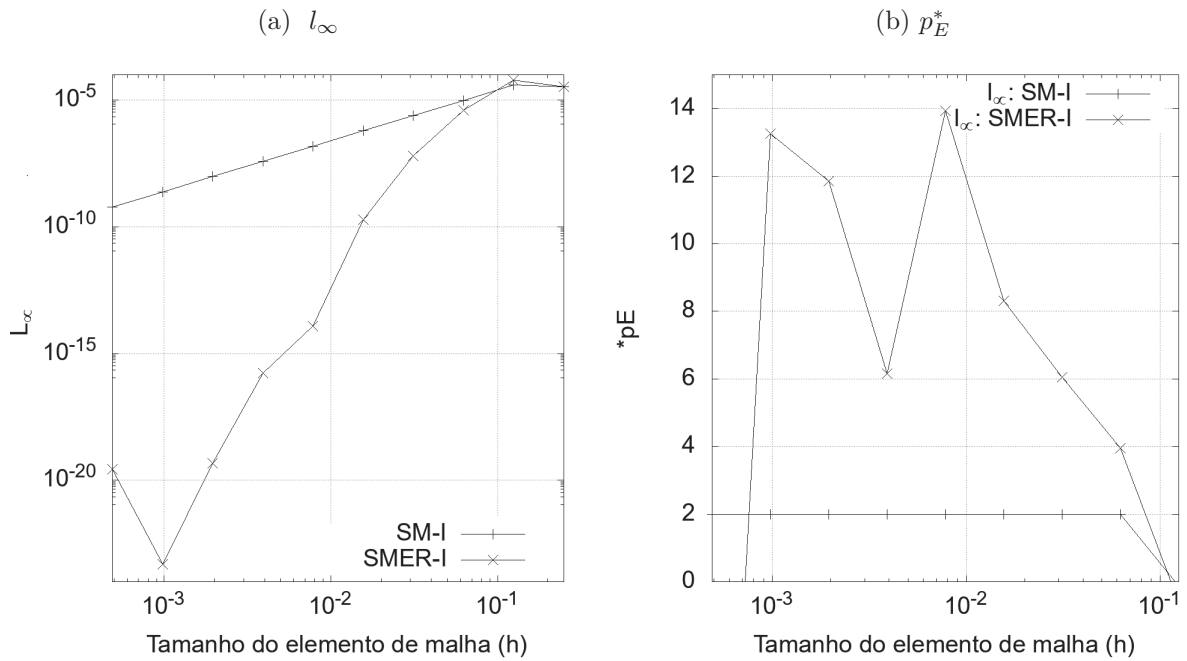 (a) l∞
(b) p*E
10-5
10-10
10-15
10-20
L∝
SM-I
SMER-I
10-3
10-2
10-1
Tamanho do elemento de malha (h)
14
12
10
8
6
4
2
0
*pE
I∝: SM-I
I∝: SMER-I
10-3
10-2
10-1
Tamanho do elemento de malha (h)